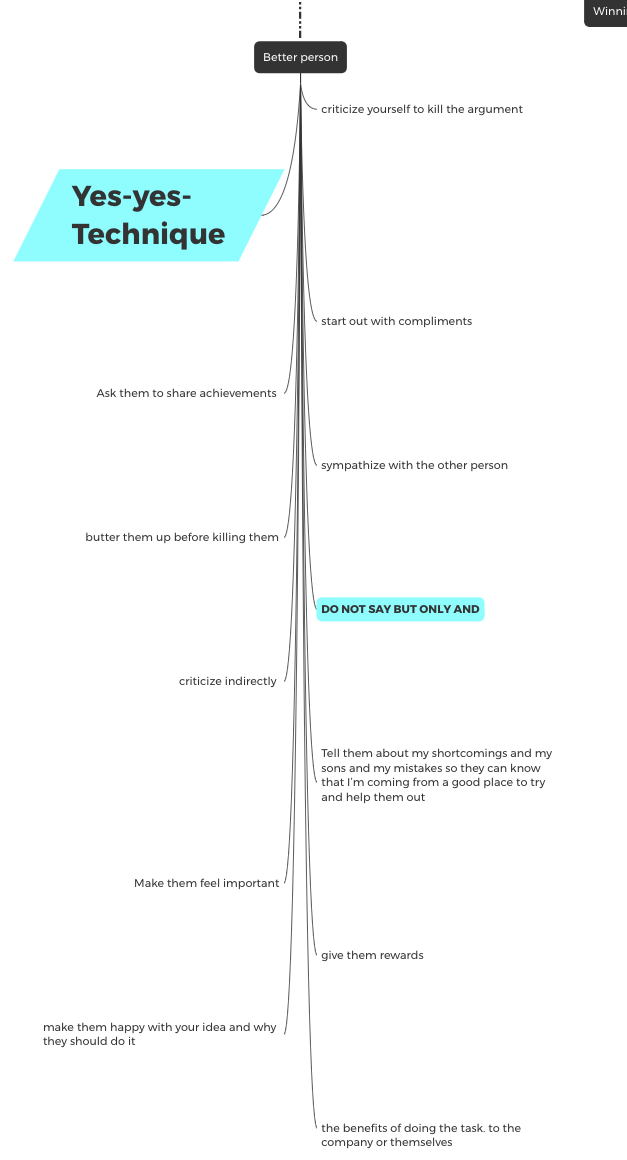 Winni
Better person
criticize yourself to kill the argument
Yes-yes-
Technique
start out with compliments
Ask them to share achievements
sympathize with the other person
butter them up before killing them
DO NOT SAY BUT ONLY AND
criticize indirectly
Tell them about my shortcomings and my
sons and my mistakes so they can know
that I'm coming from a good place to try
and help them out
Make them feel important
give them rewards
make them happy with your idea and why
they should do it
the benefits of doing the task. to the
company or themselves